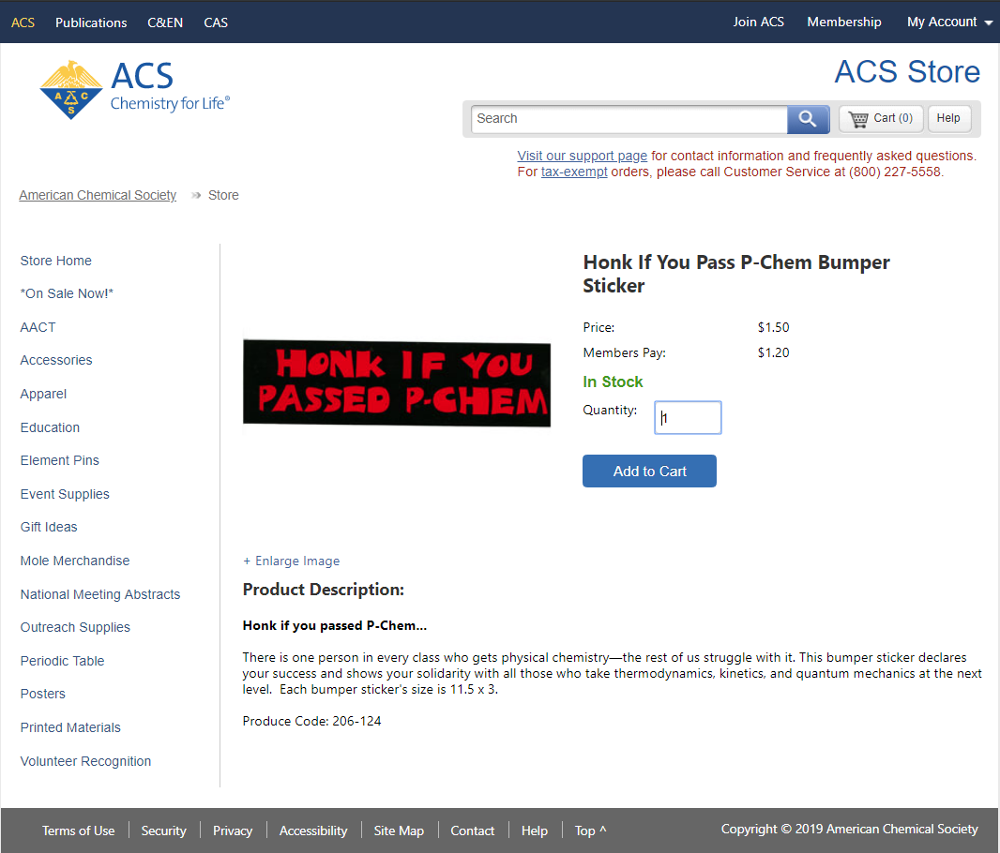 ACS Publications C&EN CAS Join ACS Membership My Account
A C C S
ACS
Chemistry for Life®
ACS Store
Search Cart (0) Help
Visit our support page for contact information and frequently asked questions.
For tax-exempt orders, please call Customer Service at (800) 227-5558.
American Chemical Society » Store
Store Home
*On Sale Now!*
AACT
Accessories
Apparel
Education
Element Pins
Event Supplies
Gift Ideas
Mole Merchandise
National Meeting Abstracts
Outreach Supplies
Periodic Table
Posters
Printed Materials
Volunteer Recognition
HONK IF YOU
PASSED P-CHEM
Honk If You Pass P-Chem Bumper
Sticker
Price: $1.50
Members Pay: $1.20
In Stock
Quantity: 1
Add to Cart
+ Enlarge Image
Product Description:
Honk if you passed P-Chem...
There is one person in every class who gets physical chemistry—the rest of us struggle with it. This bumper sticker declares
your success and shows your solidarity with all those who take thermodynamics, kinetics, and quantum mechanics at the next
level. Each bumper sticker's size is 11.5 x 3.
Produce Code: 206-124
Terms of Use Security Privacy Accessibility Site Map Contact Help Top ^ Copyright © 2019 American Chemical Society